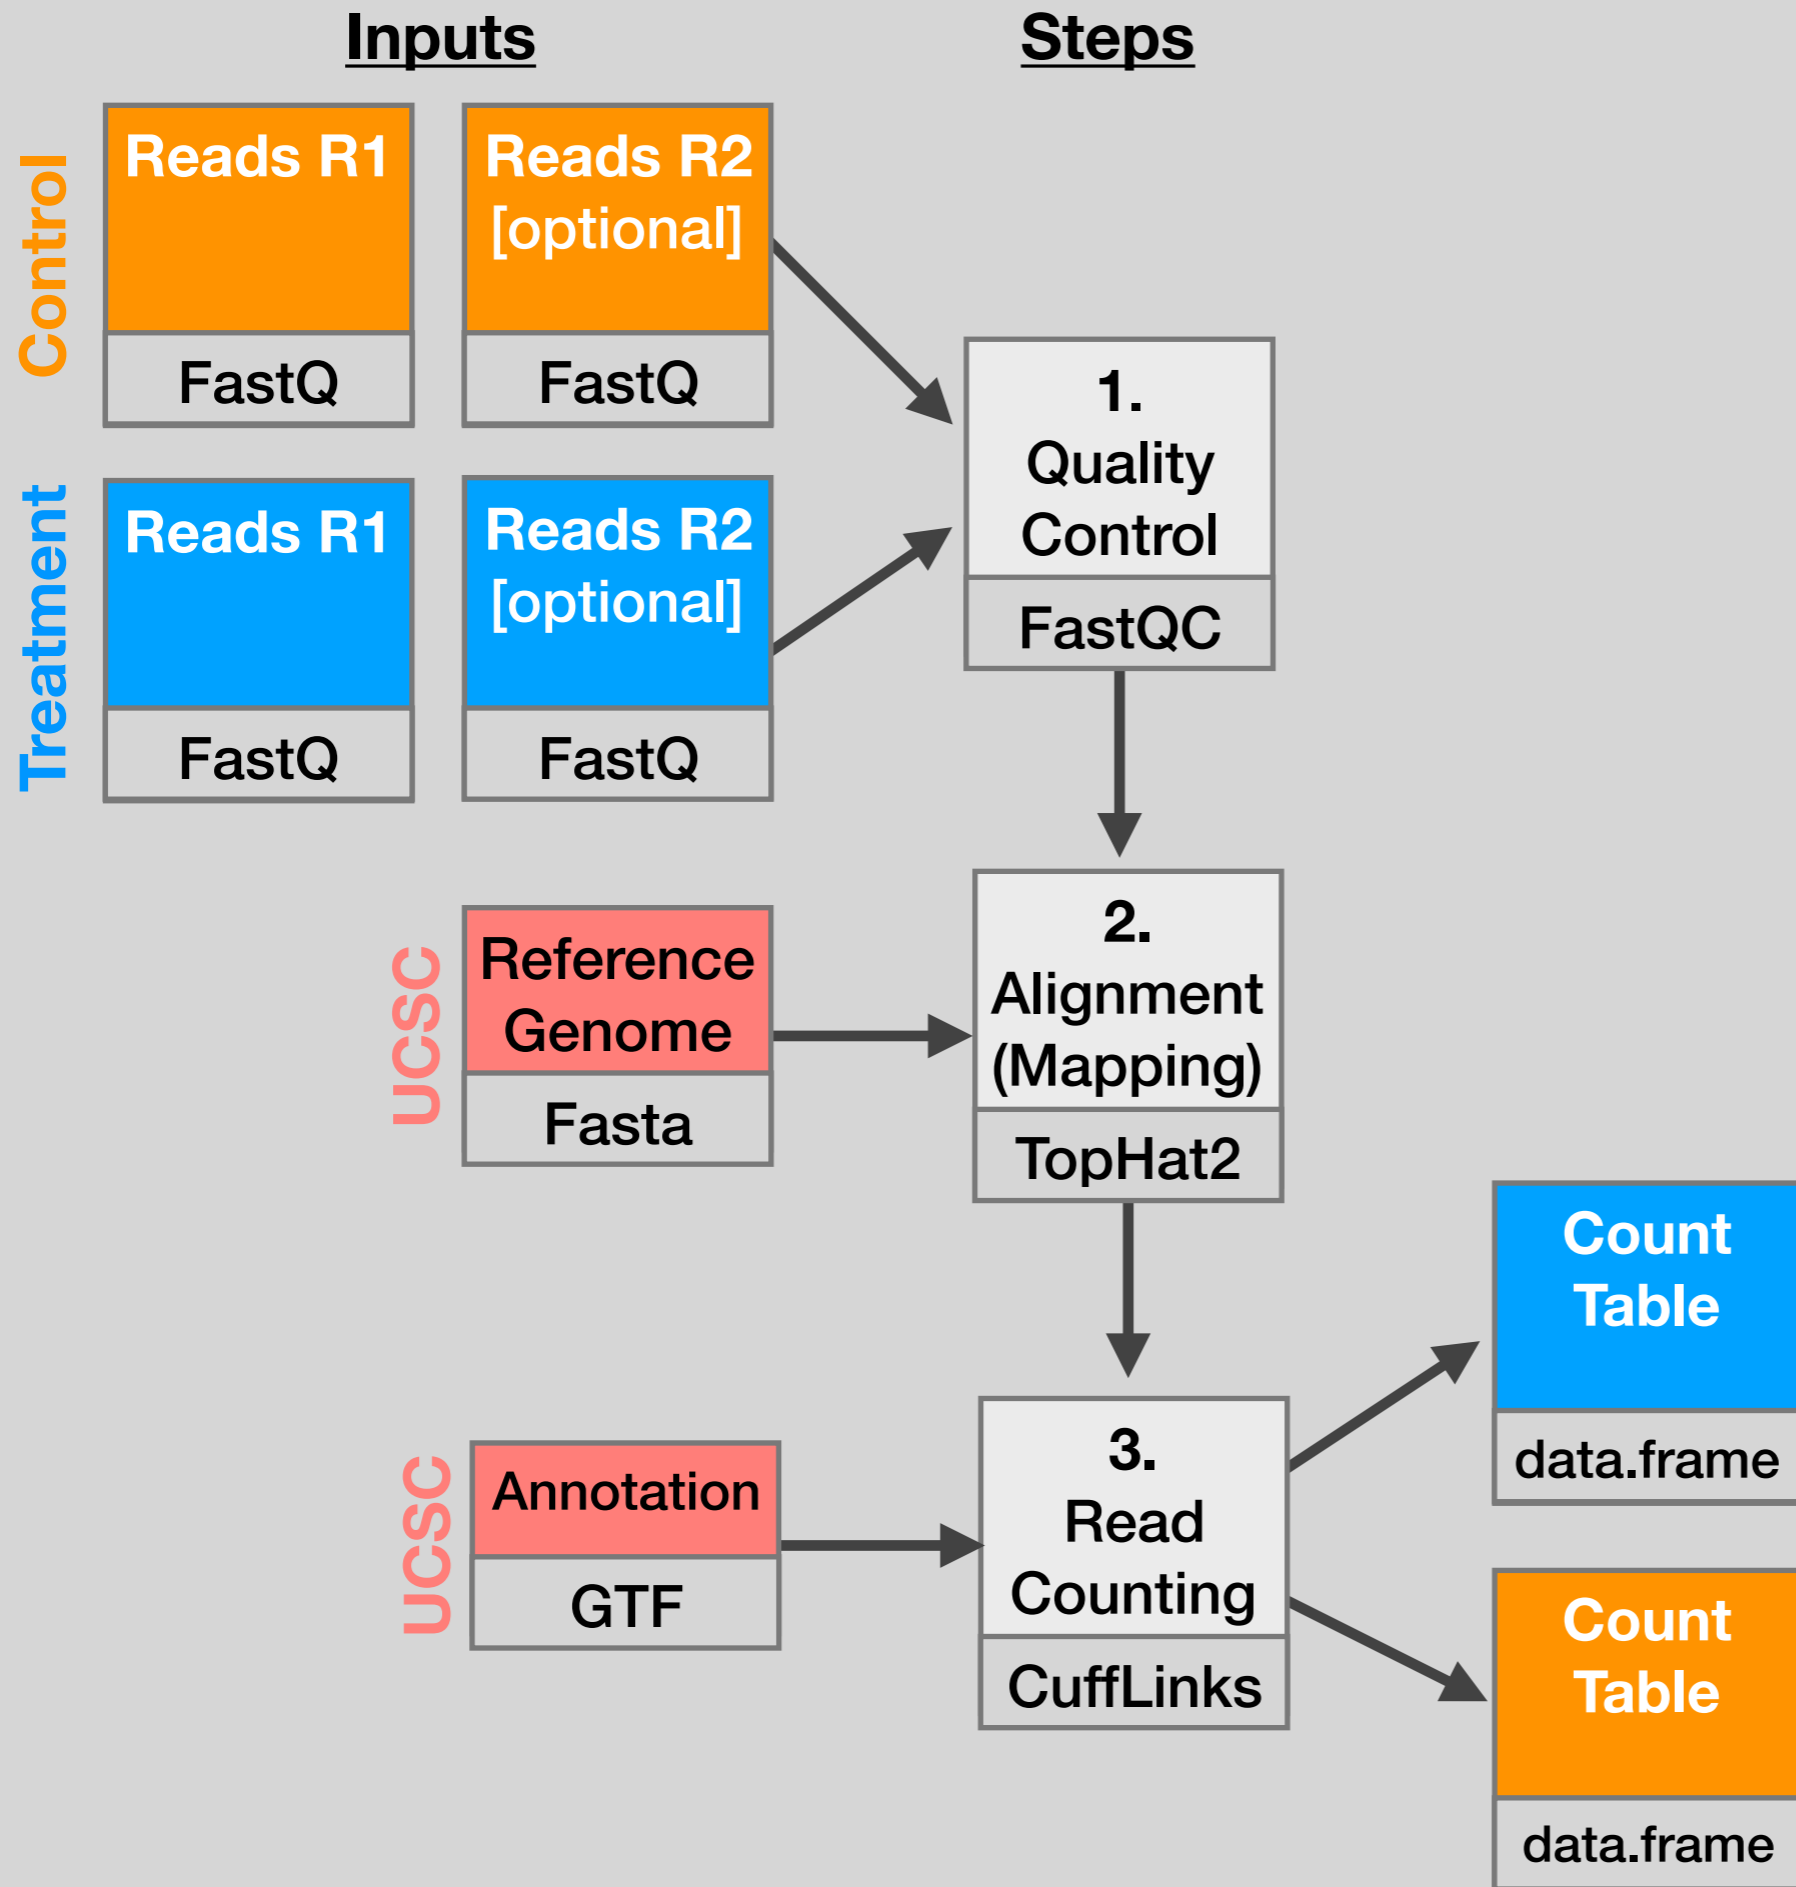 Inputs
Steps
Control
Reads R1
FastQ
Reads R2
[optional]
FastQ
Treatment
Reads R1
FastQ
Reads R2
[optional]
FastQ
1.
Quality
Control
FastQC
UCSC
Reference
Genome
Fasta
2.
Alignment
(Mapping)
TopHat2
UCSC
Annotation
GTF
3.
Read
Counting
CuffLinks
Count
Table
data.frame
Count
Table
data.frame